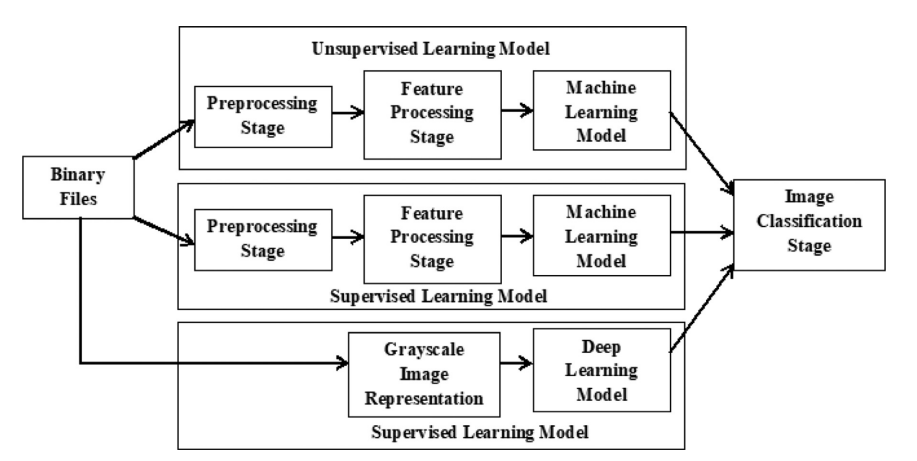 Unsupervised Learning Model
Preprocessing
Stage
Feature
Processing
Stage
Machine
Learning
Model
Binary
Files
Preprocessing
Stage
Feature
Processing
Stage
Machine
Learning
Model
Supervised Learning Model
Grayscale
Image
Representation
Deep
Learning
Model
Supervised Learning Model
Image
Classification
Stage